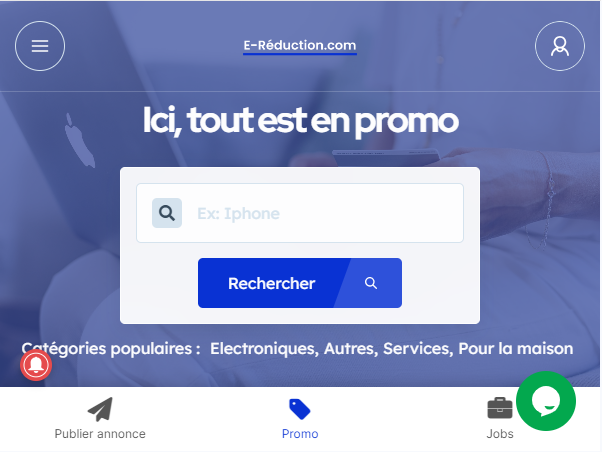 E-Réduction.com
Ici, tout est en promo
Ex: Iphone
Rechercher
Catégories populaires : Electroniques, Autres, Services, Pour la maison
Publier annonce
Promo
Jobs